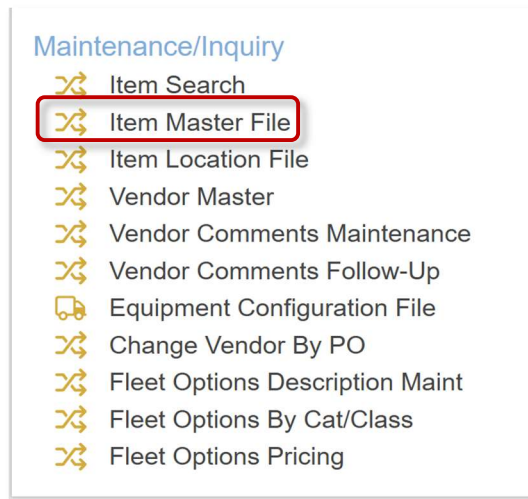 Maintenance/Inquiry
Item Search
Item Master File
Item Location File
Vendor Master
Vendor Comments Maintenance
Vendor Comments Follow-Up
Equipment Configuration File
Change Vendor By PO
Fleet Options Description Maint
Fleet Options By Cat/Class
Fleet Options Pricing